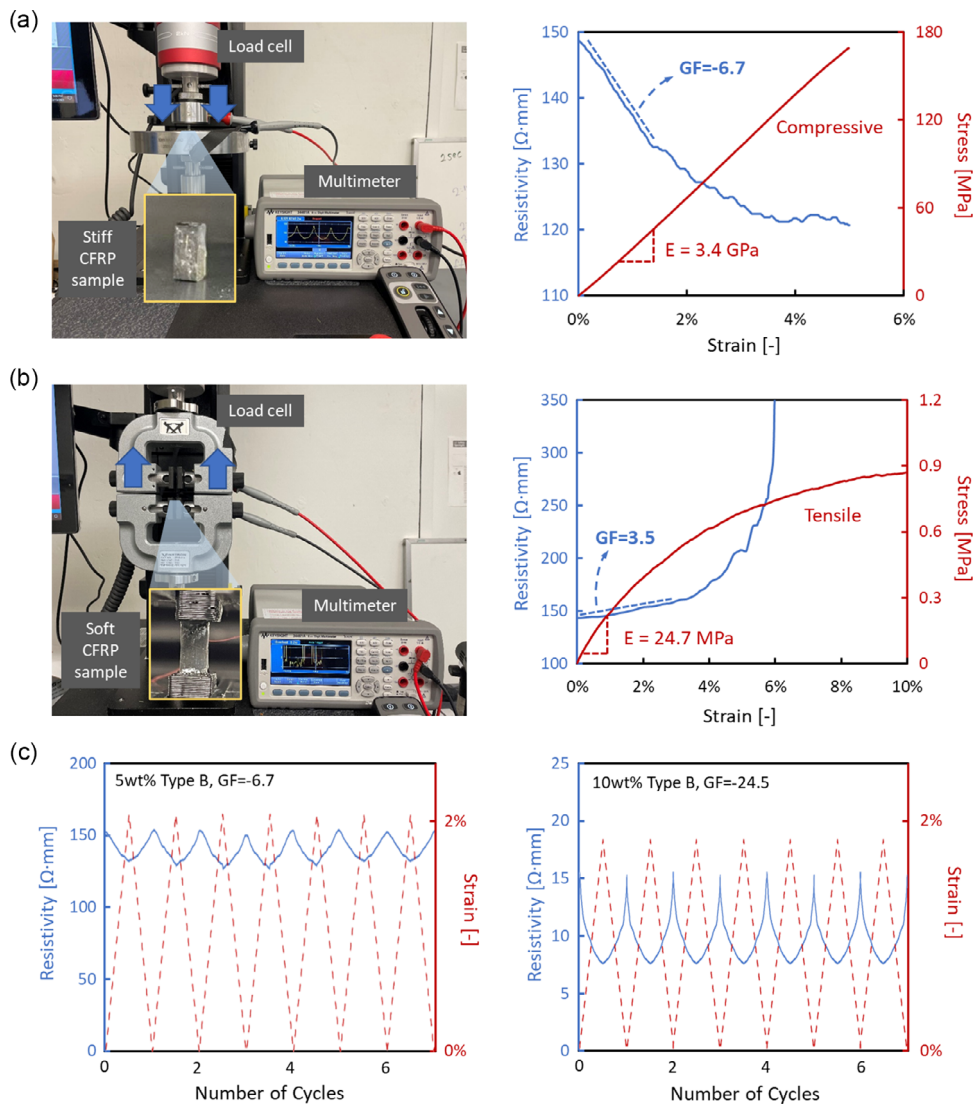 (a)
Load cell
Multimeter
Stiff
CFRP
sample
150
140
130
120
110
Resistivity [Ω·mm]
GF=-6.7
Compressive
E = 3.4 GPa
180
120
60
0
Stress [MPa]
0%
2%
4%
6%
Strain [-]
(b)
Load cell
Multimeter
Soft
CFRP
sample
350
300
250
200
150
100
Resistivity [Ω·mm]
GF=3.5
Tensile
E = 24.7 MPa
1.2
0.9
0.6
0.3
0
Stress [MPa]
0%
2%
4%
6%
8%
10%
Strain [-]
(c)
200
150
100
50
0
Resistivity [Ω·mm]
5wt% Type B, GF=-6.7
2%
0%
Strain [-]
0
2
4
6
Number of Cycles
25
20
15
10
5
0
Resistivity [Ω·mm]
10wt% Type B, GF=-24.5
2%
0%
Strain [-]
0
2
4
6
Number of Cycles